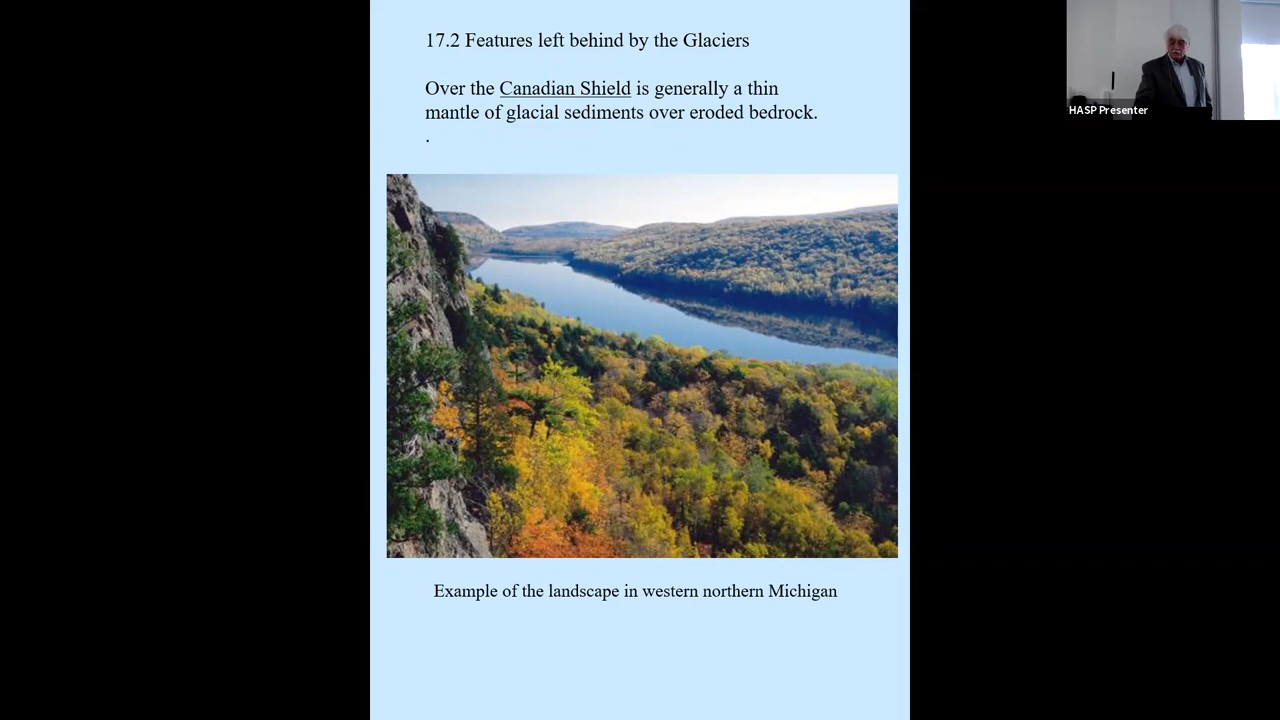 17.2 Features left behind by the Glaciers
Over the Canadian Shield is generally a thin
mantle of glacial sediments over eroded bedrock.
.
HASP Presenter
Example of the landscape in western northern Michigan